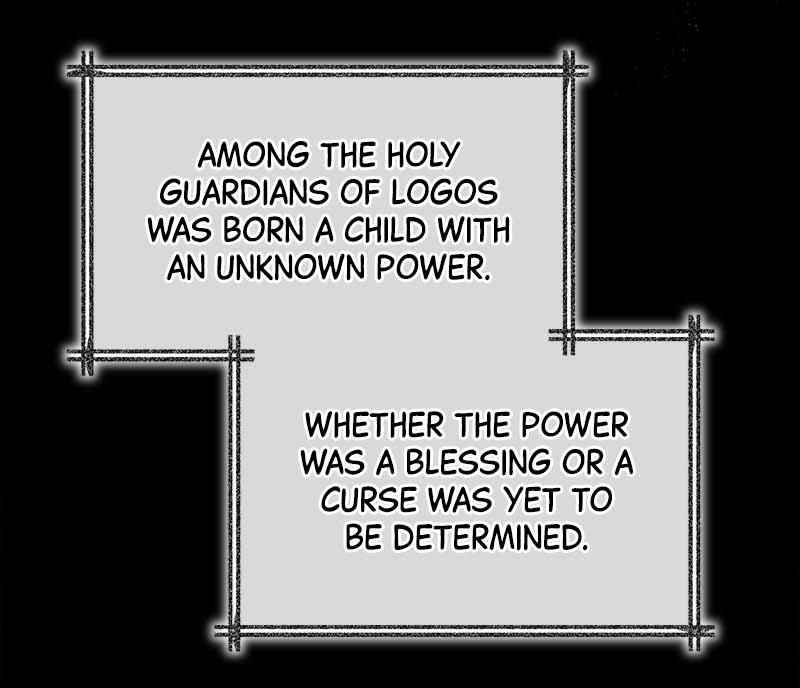 AMONG THE HOLY
GUARDIANS OF LOGOS
WAS BORN A CHILD WITH
AN UNKNOWN POWER.
WHETHER THE POWER
WAS A BLESSING OR A
CURSE WAS YET TO
BE DETERMINED.